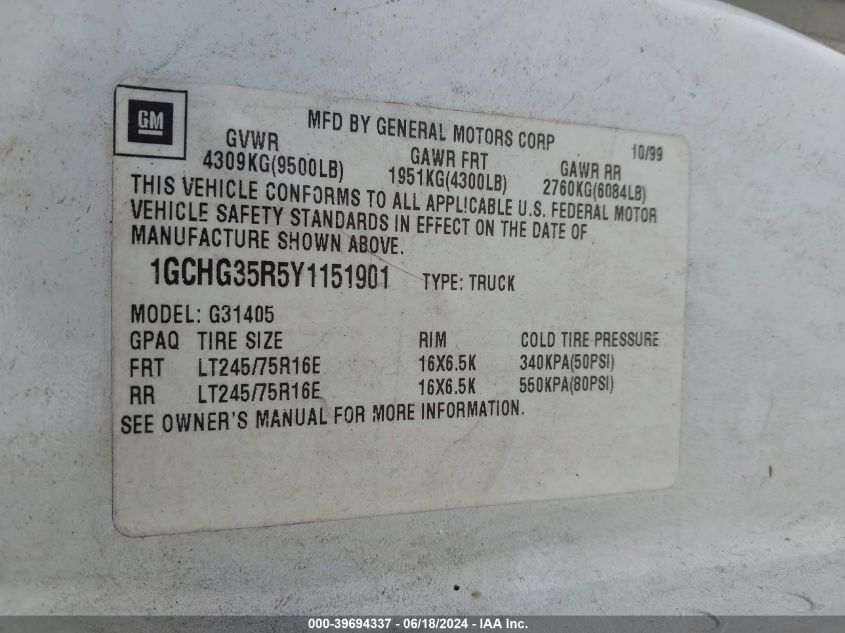 GM
MFD BY GENERAL MOTORS CORP 10/99
GVWR GAWR FRT GAWR RR
4309KG(9500LB) 1951KG(4300LB) 2760KG(6084LB)
THIS VEHICLE CONFORMS TO ALL APPLICABLE U.S. FEDERAL MOTOR
VEHICLE SAFETY STANDARDS IN EFFECT ON THE DATE OF
MANUFACTURE SHOWN ABOVE.
1GCHG35R5Y1151901 TYPE: TRUCK
MODEL: G31405
GPAQ TIRE SIZE RIM COLD TIRE PRESSURE
FRT LT245/75R16E 16X6.5K 340KPA(50PSI)
RR LT245/75R16E 16X6.5K 550KPA(80PSI)
SEE OWNER'S MANUAL FOR MORE INFORMATION.
000-39694337 - 06/18/2024 - IAA Inc.